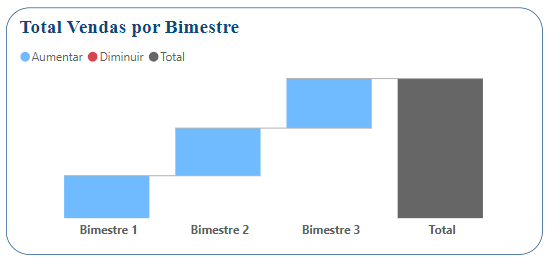 Total Vendas por Bimestre
Aumentar Diminuir Total
Bimestre 1 Bimestre 2 Bimestre 3 Total